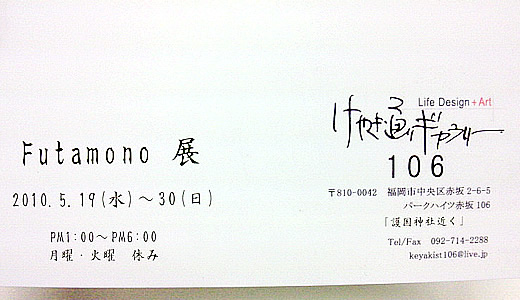 Futamono 展
2010.5.19(水)～30(日)
PM1:00～PM6:00
月曜・火曜 休み
Life Design + Art
けやき通りギャラリー
106
〒810-0042 福岡市中央区赤坂 2-6-5
パークハイツ赤坂 106
「護国神社近く」
Tel/Fax 092-714-2288
keyakist106@live.jp